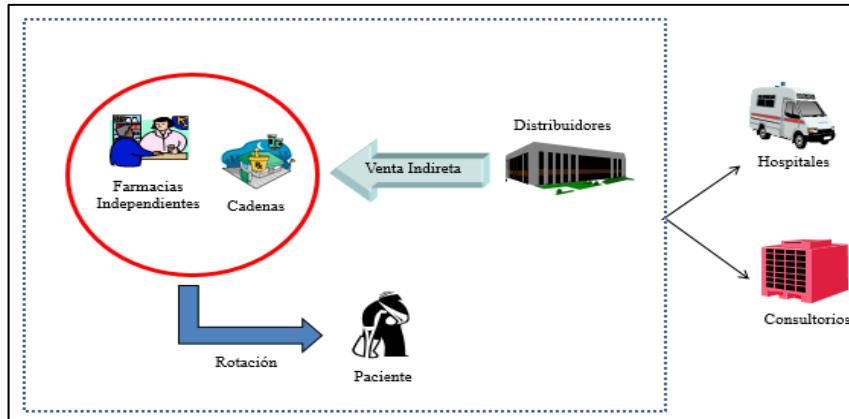 Distribuidores
Venta Indireta
Hospitales
Farmacias
Independientes
Cadenas
Consultorios
Rotación
Paciente